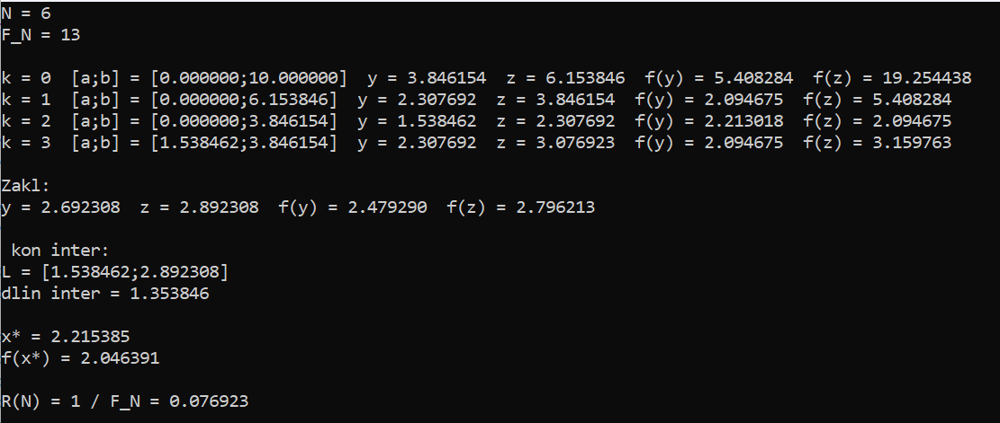 N = 6
F_N = 13
k = 0  [a;b] = [0.000000;10.000000]  y = 3.846154  z = 6.153846  f(y) = 5.408284  f(z) = 19.254438
k = 1  [a;b] = [0.000000;6.153846]  y = 2.307692  z = 3.846154  f(y) = 2.094675  f(z) = 5.408284
k = 2  [a;b] = [0.000000;3.846154]  y = 1.538462  z = 2.307692  f(y) = 2.213018  f(z) = 2.094675
k = 3  [a;b] = [1.538462;3.846154]  y = 2.307692  z = 3.076923  f(y) = 2.094675  f(z) = 3.159763
Zakl:
y = 2.692308  z = 2.892308  f(y) = 2.479290  f(z) = 2.796213
kon inter:
L = [1.538462;2.892308]
dlin inter = 1.353846
x* = 2.215385
f(x*) = 2.046391
R(N) = 1 / F_N = 0.076923